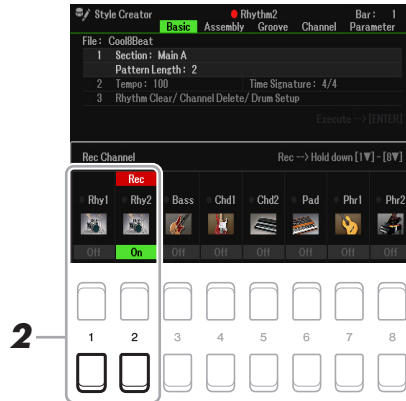 Style Creator Rhythm2 Bar: 1
Basic Assembly Groove Channel Parameter
File: Cool8Beat
1 Section: Main A
Pattern Length: 2
2 Tempo: 100 Time Signature: 4/4
3 Rhythm Clear/ Channel Delete/ Drum Setup
Execute --> [ENTER]
Rec Channel Rec --> Hold down [1▼] - [8▼]
Rec
Rhy1 Rhy2 Bass Chd1 Chd2 Pad Phr1 Phr2
Off On Off Off Off Off Off Off
2
1 2 3 4 5 6 7 8